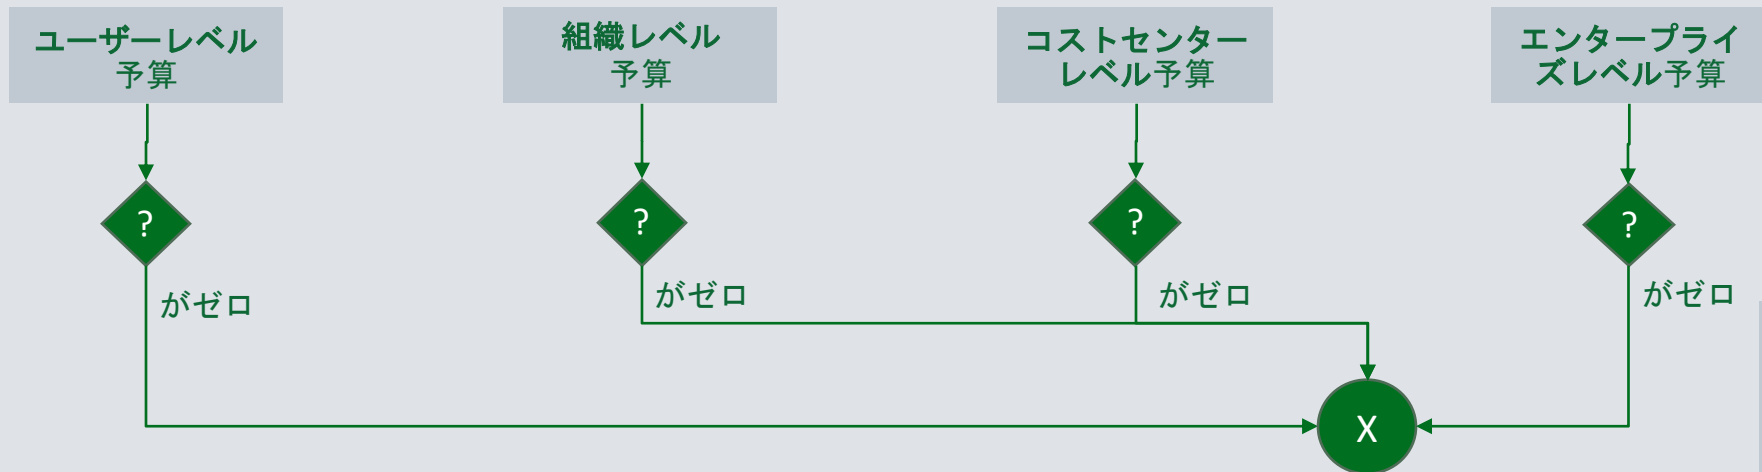 ユーザーレベル
予算
組織レベル
予算
コストセンター
レベル予算
エンタープライ
ズレベル予算
?
?
?
?
がゼロ
がゼロ
がゼロ
がゼロ
X